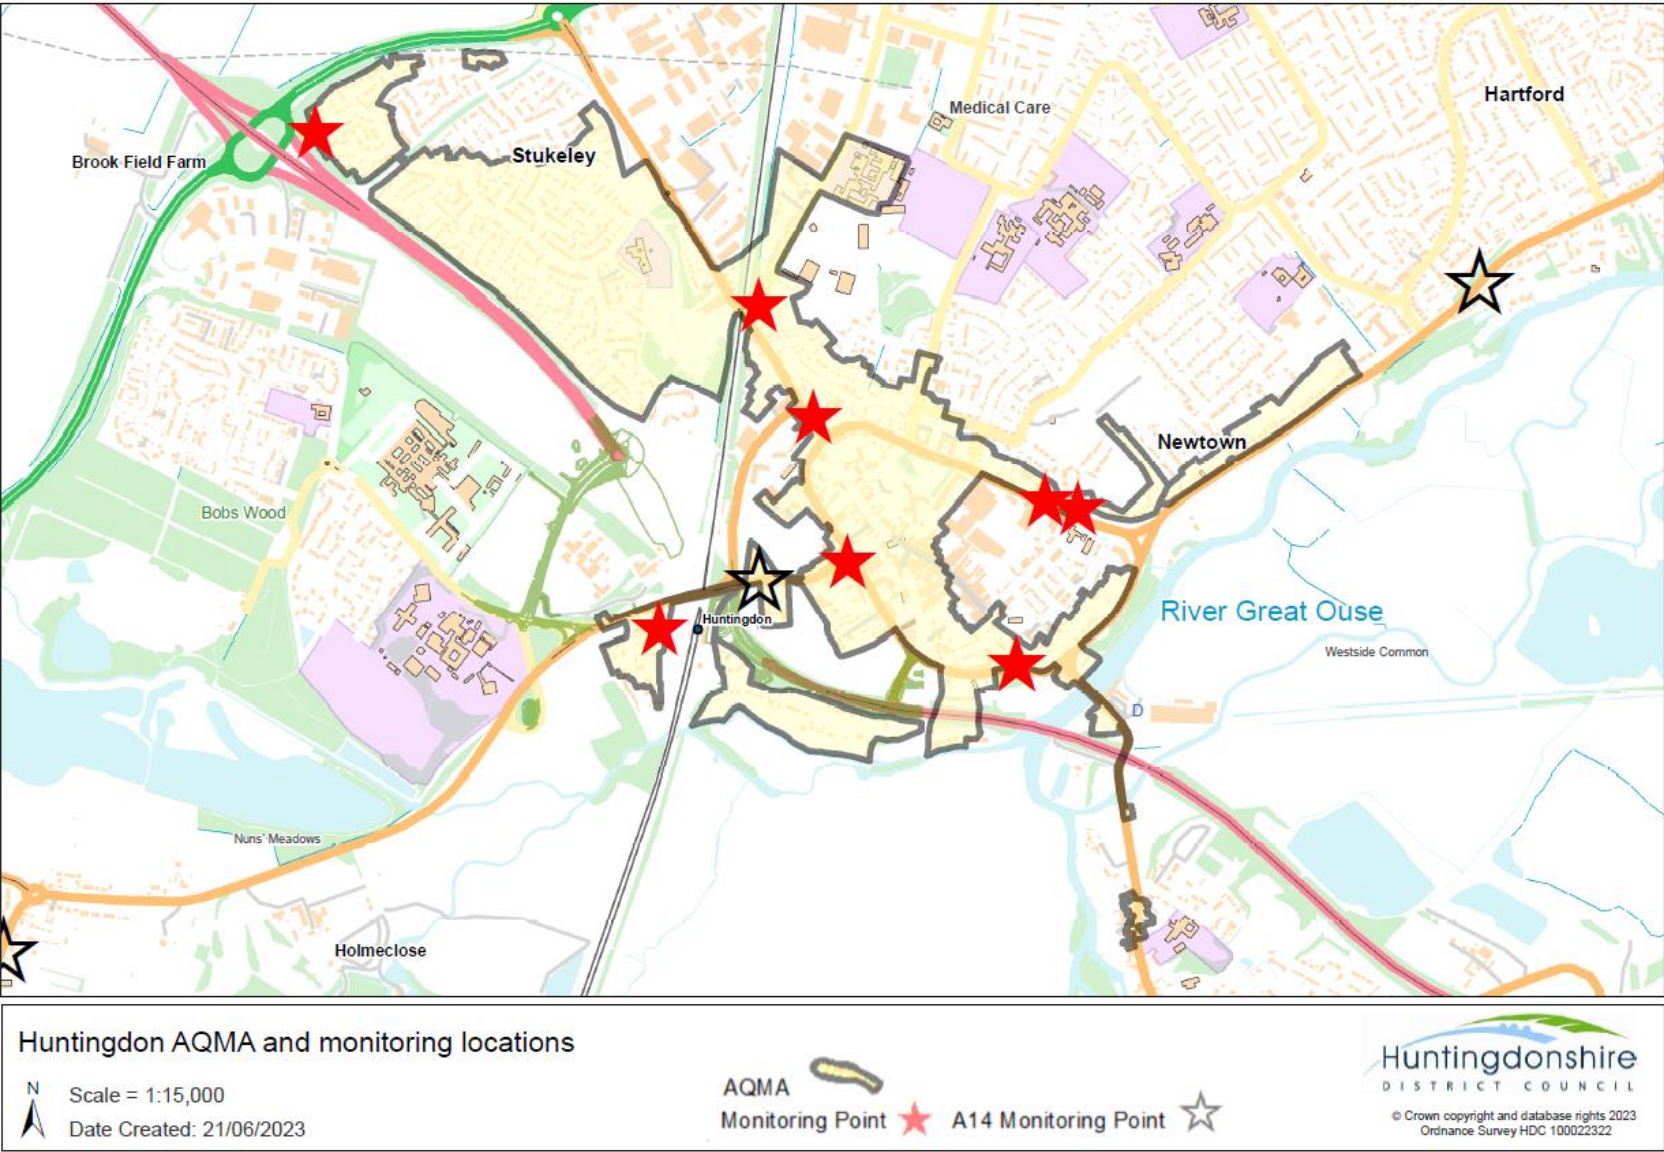 Hartford
Medical Care
Brook Field Farm
Stukeley
Newtown
Bobs Wood
Huntingdon
River Great Ouse
Westside Common
D
Nuns' Meadows
Holmeclose
Huntingdon AQMA and monitoring locations
N
Scale = 1:15,000
Date Created: 21/06/2023
AQMA
Monitoring Point
A14 Monitoring Point
Huntingdonshire
DISTRICT COUNCIL
© Crown copyright and database rights 2023
Ordnance Survey HDC 100022322